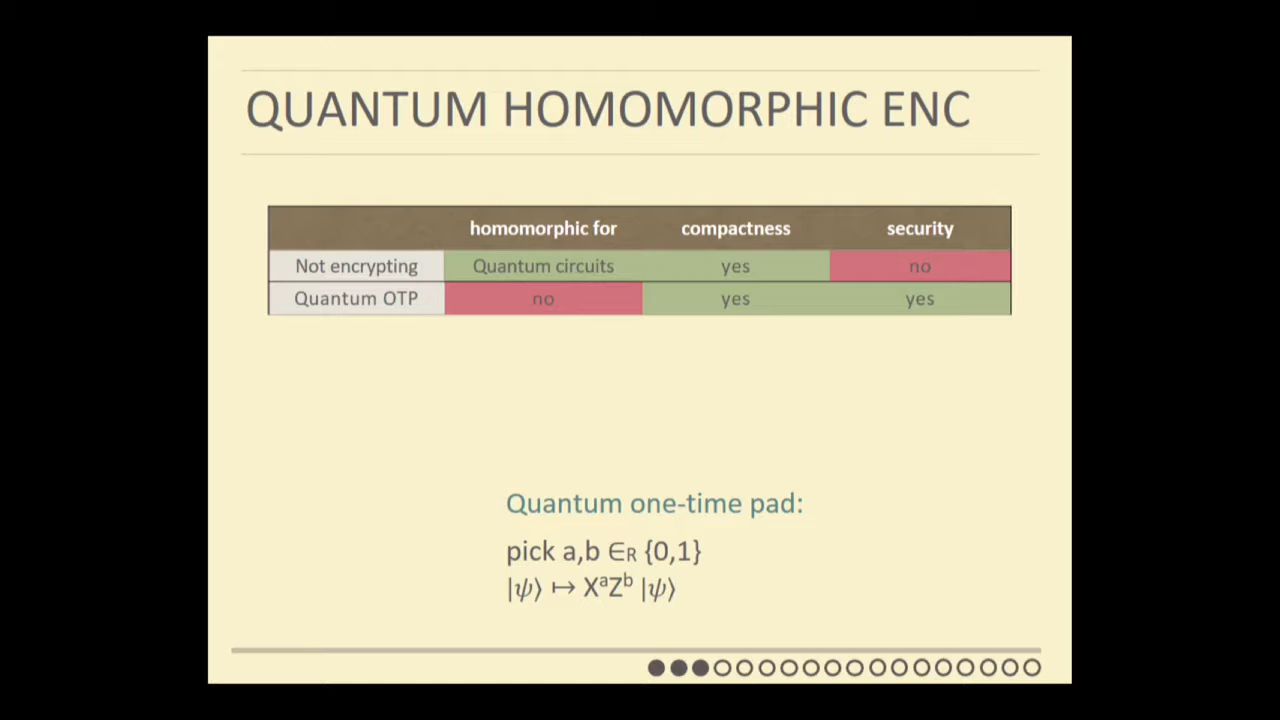 QUANTUM HOMOMORPHIC ENC
homomorphic for compactness security
Not encrypting Quantum circuits yes no
Quantum OTP no yes yes
Quantum one-time pad:
pick a,b ∈R {0,1}
|ψ⟩ ↦ XᵃZᵇ |ψ⟩